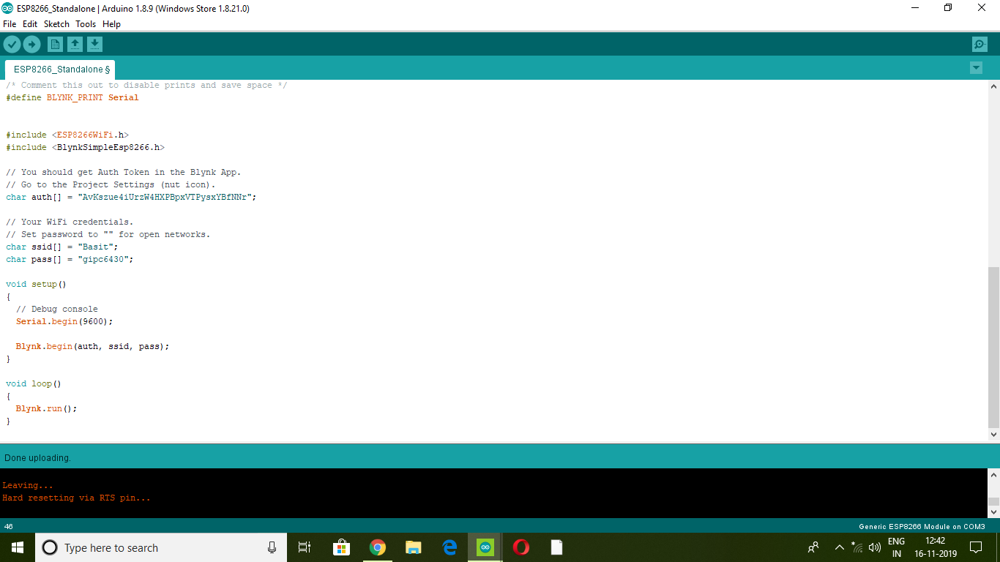 ESP8266_Standalone | Arduino 1.8.9 (Windows Store 1.8.21.0)
File Edit Sketch Tools Help
ESP8266_Standalone §
/* Comment this out to disable prints and save space */
#define BLYNK_PRINT Serial
#include <ESP8266WiFi.h>
#include <BlynkSimpleEsp8266.h>
// You should get Auth Token in the Blynk App.
// Go to the Project Settings (nut icon).
char auth[] = "AvKszue4iUrzW4HXPBpxVTPysxYBfNNr";
// Your WiFi credentials.
// Set password to "" for open networks.
char ssid[] = "Basit";
char pass[] = "gipc6430";
void setup()
{
// Debug console
Serial.begin(9600);
Blynk.begin(auth, ssid, pass);
}
void loop()
{
Blynk.run();
}
Done uploading.
Leaving...
Hard resetting via RTS pin...
46 Generic ESP8266 Module on COM3
Type here to search
ENG 12:42
IN 16-11-2019